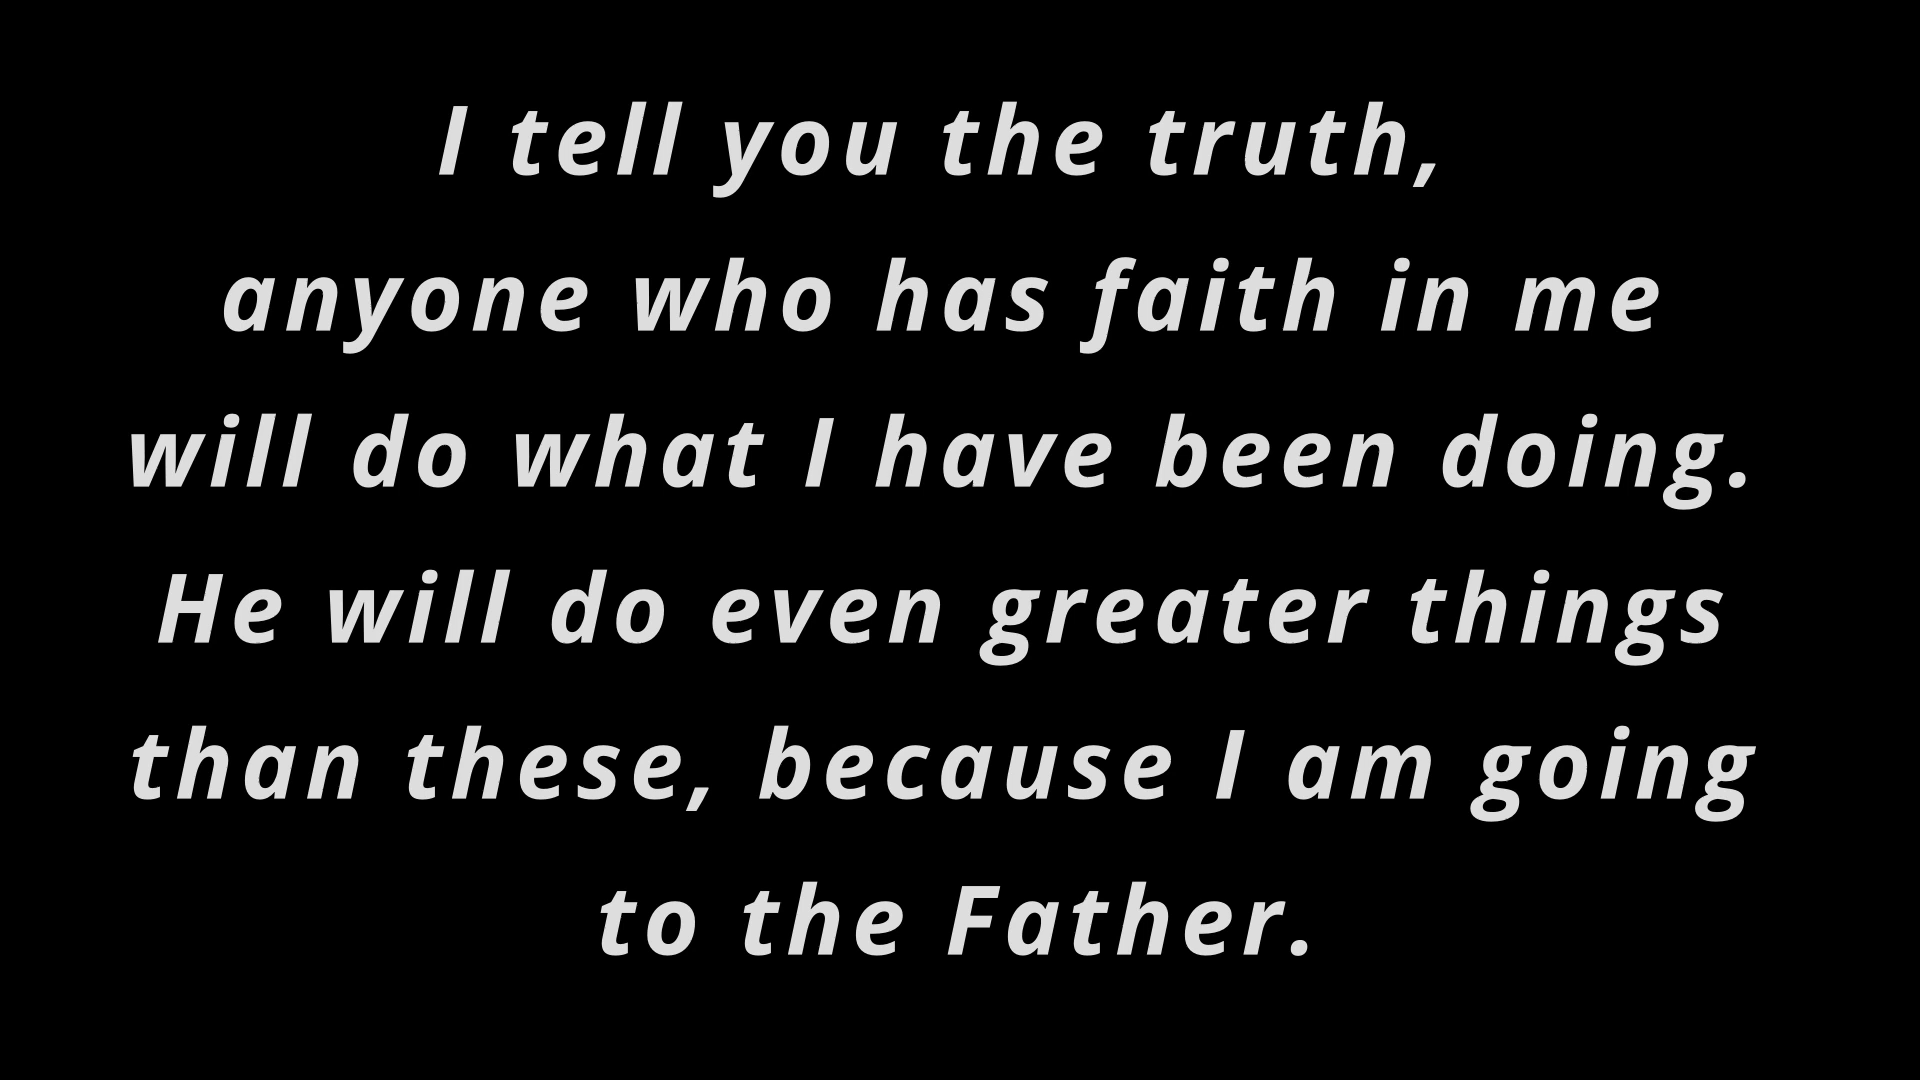 I tell you the truth,
anyone who has faith in me
will do what I have been doing.
He will do even greater things
than these, because I am going
to the Father.